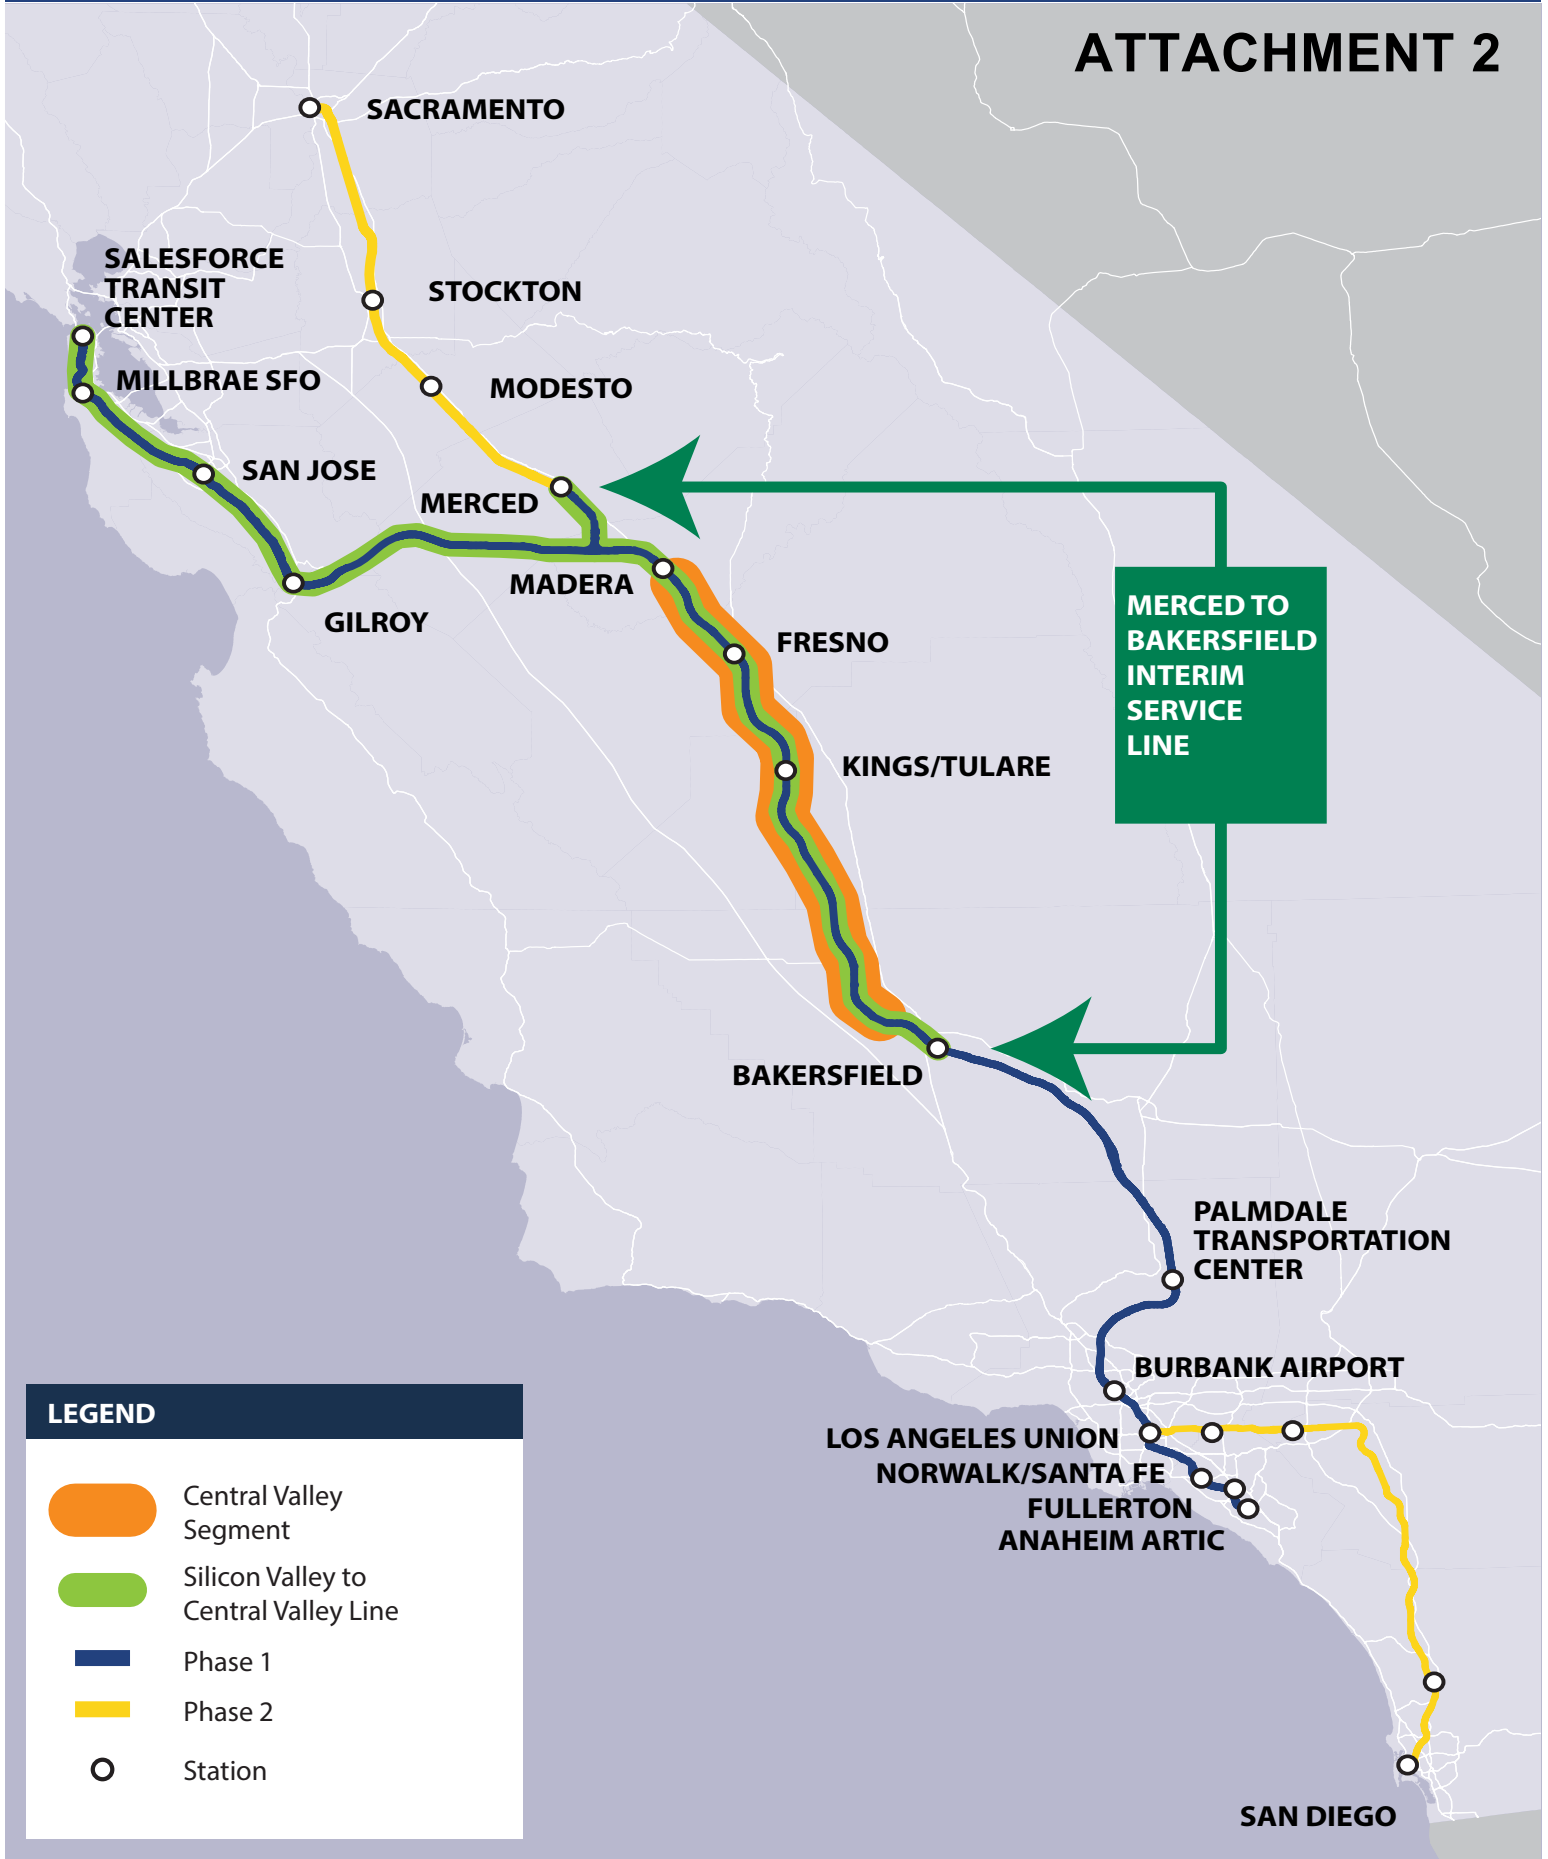 ATTACHMENT 2
SACRAMENTO
SALESFORCE
TRANSIT
CENTER
STOCKTON
MILLBRAE SFO
MODESTO
SAN JOSE
MERCED
MADERA
GILROY
FRESNO
MERCED TO
BAKERSFIELD
INTERIM
SERVICE
LINE
KINGS/TULARE
BAKERSFIELD
PALMDALE
TRANSPORTATION
CENTER
BURBANK AIRPORT
LOS ANGELES UNION
NORWALK/SANTA FE
FULLERTON
ANAHEIM ARTIC
SAN DIEGO
LEGEND
Central Valley
Segment
Silicon Valley to
Central Valley Line
Phase 1
Phase 2
Station